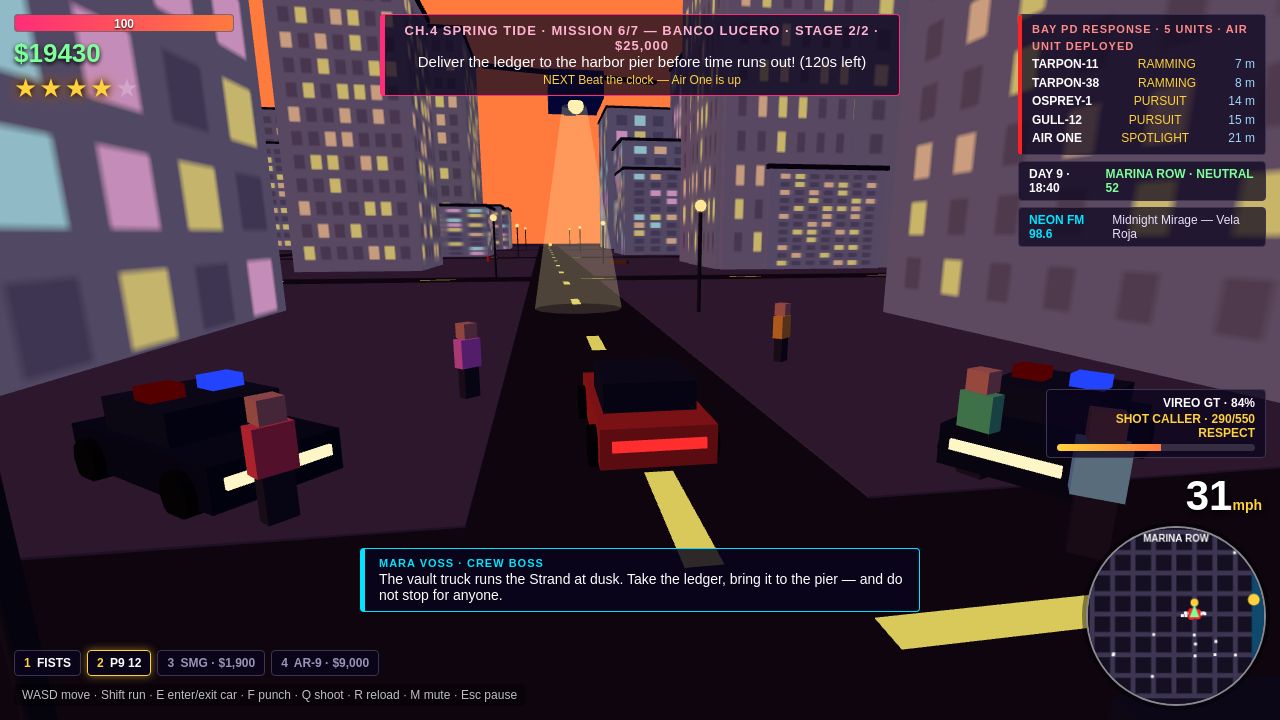 100
$19430
CH.4 SPRING TIDE · MISSION 6/7 — BANCO LUCERO · STAGE 2/2 ·
$25,000
Deliver the ledger to the harbor pier before time runs out! (120s left)
NEXT Beat the clock — Air One is up
BAY PD RESPONSE · 5 UNITS · AIR
UNIT DEPLOYED
TARPON-11 RAMMING 7 m
TARPON-38 RAMMING 8 m
OSPREY-1 PURSUIT 14 m
GULL-12 PURSUIT 15 m
AIR ONE SPOTLIGHT 21 m
DAY 9 ·
18:40
MARINA ROW · NEUTRAL
52
NEON FM
98.6
Midnight Mirage — Vela
Roja
VIREO GT · 84%
SHOT CALLER · 290/550
RESPECT
31mph
MARINA ROW
MARA VOSS · CREW BOSS
The vault truck runs the Strand at dusk. Take the ledger, bring it to the pier — and do
not stop for anyone.
1 FISTS
2 P9 12
3 SMG · $1,900
4 AR-9 · $9,000
WASD move · Shift run · E enter/exit car · F punch · Q shoot · R reload · M mute · Esc pause